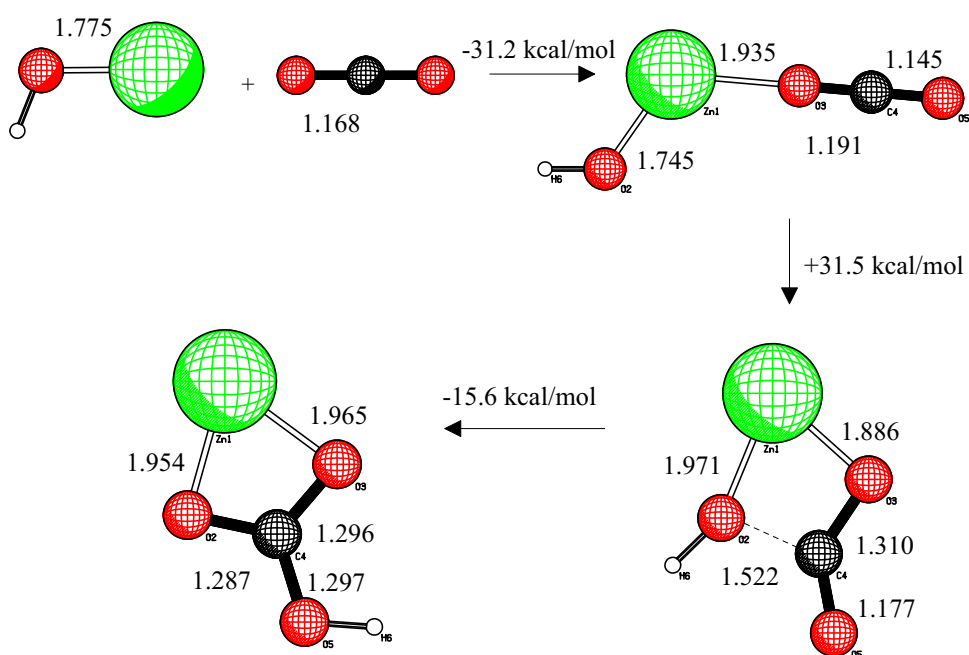 1.775
+
1.168
-31.2 kcal/mol
1.935
1.145
Zn1
O3
C4
O5
1.191
1.745
H6
O2
+31.5 kcal/mol
-15.6 kcal/mol
Zn1
1.886
1.971
O3
O2
H6
1.522
C4
1.310
1.177
O5
Zn1
1.965
1.954
O3
O2
C4
1.296
1.287
1.297
O5
H6